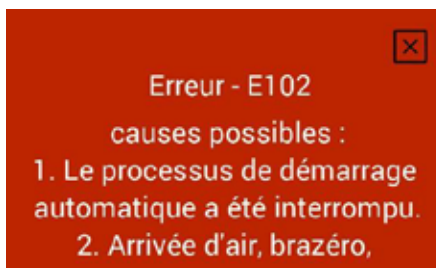 Erreur - E102
causes possibles :
1. Le processus de démarrage
automatique a été interrompu.
2. Arrivée d'air, brazéro,